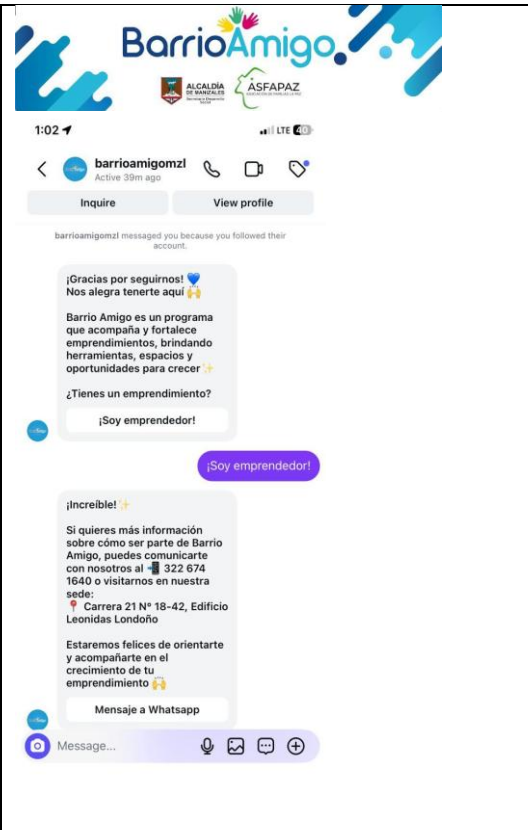 BarrioAmigo
ALCALDÍA
DE MANIZALES
ASFAPAZ
1:02
LTE 40
barrioamigomzl
Active 39m ago
Inquire
View profile
barrioamigomzl messaged you because you followed their
account.
¡Gracias por seguirnos! 💙
Nos alegra tenerte aquí 🙌
Barrio Amigo es un programa
que acompaña y fortalece
emprendimientos, brindando
herramientas, espacios y
oportunidades para crecer ✨
¿Tienes un emprendimiento?
¡Soy emprendedor!
¡Soy emprendedor!
¡Increíble! ✨
Si quieres más información
sobre cómo ser parte de Barrio
Amigo, puedes comunicarte
con nosotros al 📲 322 674
1640 o visitarnos en nuestra
sede:
📍 Carrera 21 Nº 18-42, Edificio
Leonidas Londoño
Estaremos felices de orientarte
y acompañarte en el
crecimiento de tu
emprendimiento 🙌
Mensaje a Whatsapp
Message...